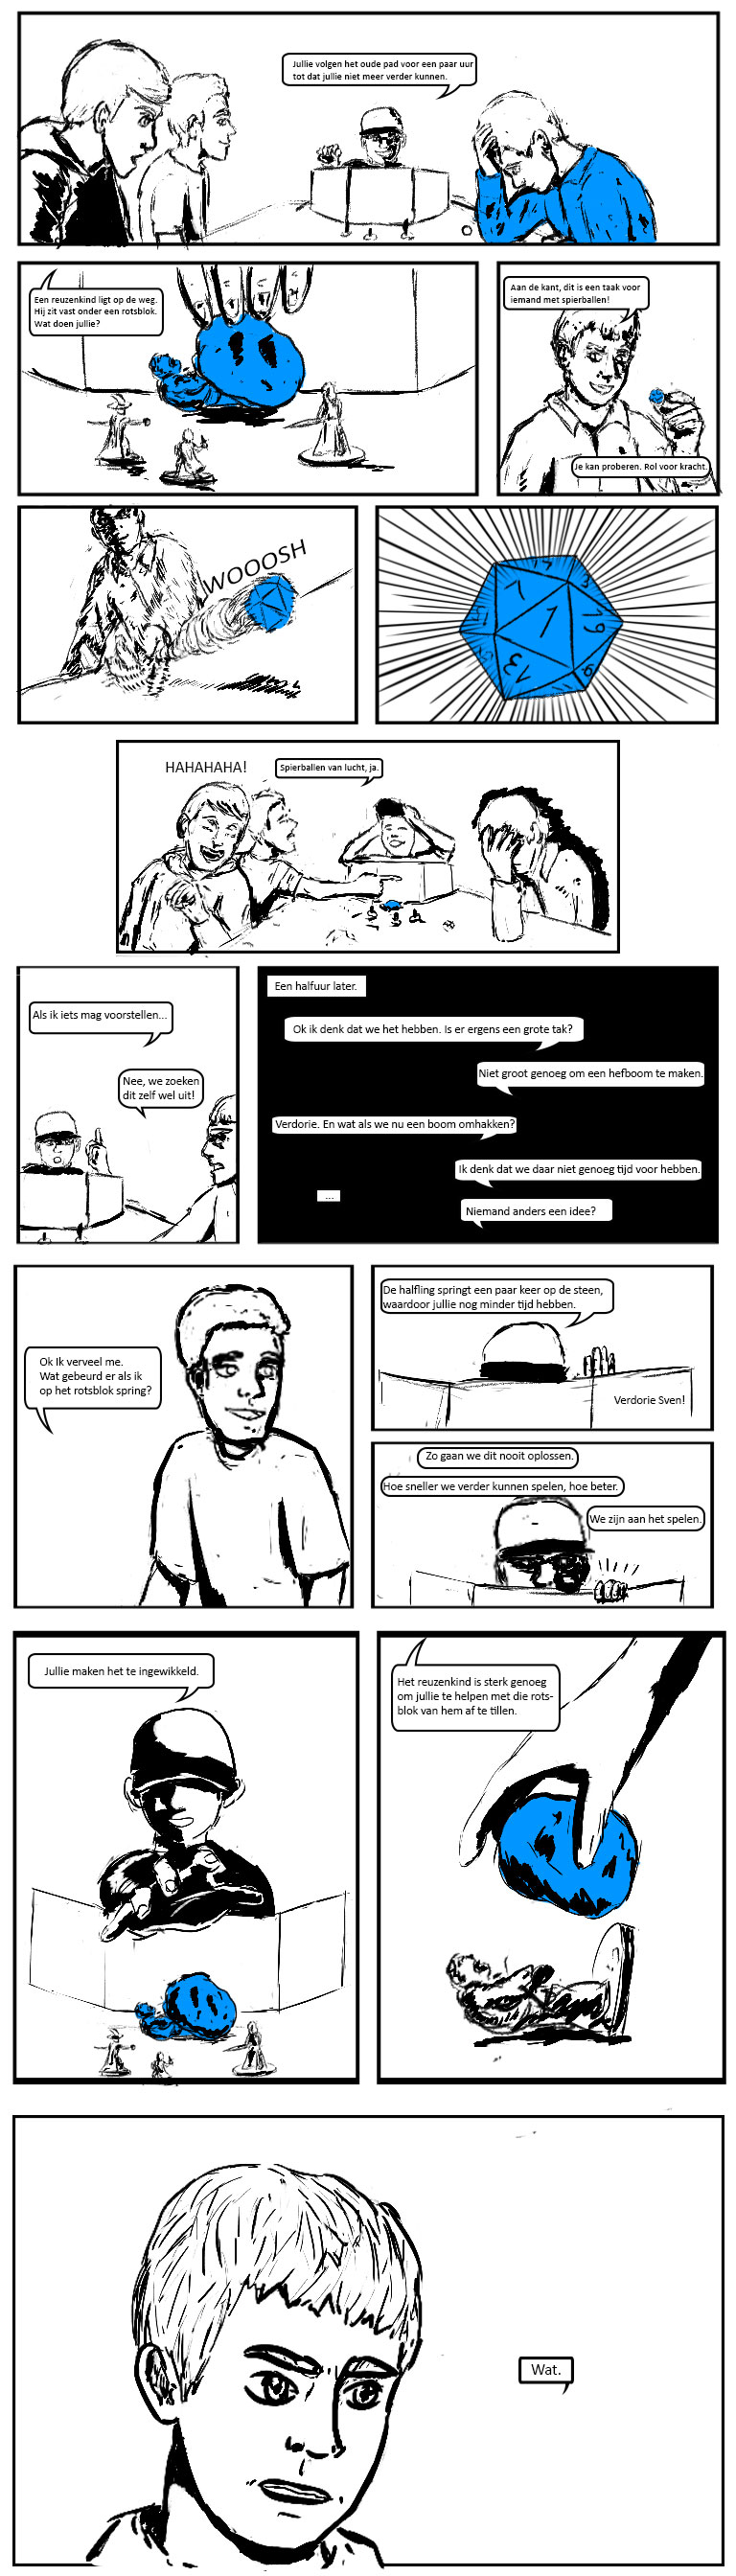 Jullie volgen het oude pad voor een paar uur
tot dat jullie niet meer verder kunnen.
Een reuzenkind ligt op de weg.
Hij zit vast onder een rotsblok.
Wat doen jullie?
Aan de kant, dit is een taak voor
iemand met spierballen!
Je kan proberen. Rol voor kracht.
WOOOSH
7
1
19
13
9
HAHAHAHA!
Spierballen van lucht, ja.
Als ik iets mag voorstellen...
Nee, we zoeken
dit zelf wel uit!
Een halfuur later.
Ok ik denk dat we het hebben. Is er ergens een grote tak?
Niet groot genoeg om een hefboom te maken.
Verdorie. En wat als we nu een boom omhakken?
Ik denk dat we daar niet genoeg tijd voor hebben.
...
Niemand anders een idee?
Ok Ik verveel me.
Wat gebeurd er als ik
op het rotsblok spring?
De halfling springt een paar keer op de steen,
waardoor jullie nog minder tijd hebben.
Verdorie Sven!
Zo gaan we dit nooit oplossen.
Hoe sneller we verder kunnen spelen, hoe beter.
We zijn aan het spelen.
Jullie maken het te ingewikkeld.
Het reuzenkind is sterk genoeg
om jullie te helpen met die rots-
blok van hem af te tillen.
Wat.